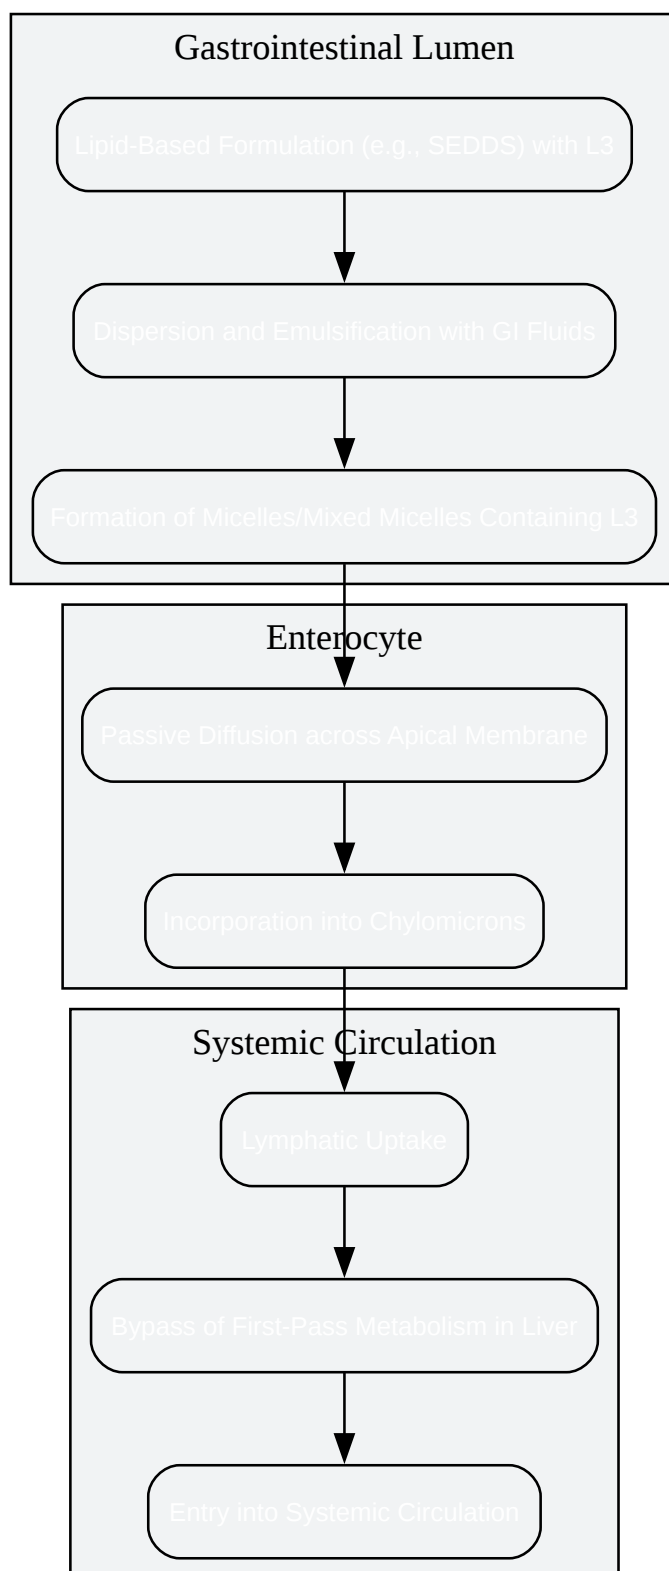 Gastrointestinal Lumen
Lipid-Based Formulation (e.g., SEDDS) with L3
Dispersion and Emulsification with GI Fluids
Formation of Micelles/Mixed Micelles Containing L3
Enterocyte
Passive Diffusion across Apical Membrane
Incorporation into Chylomicrons
Systemic Circulation
Lymphatic Uptake
Bypass of First-Pass Metabolism in Liver
Entry into Systemic Circulation